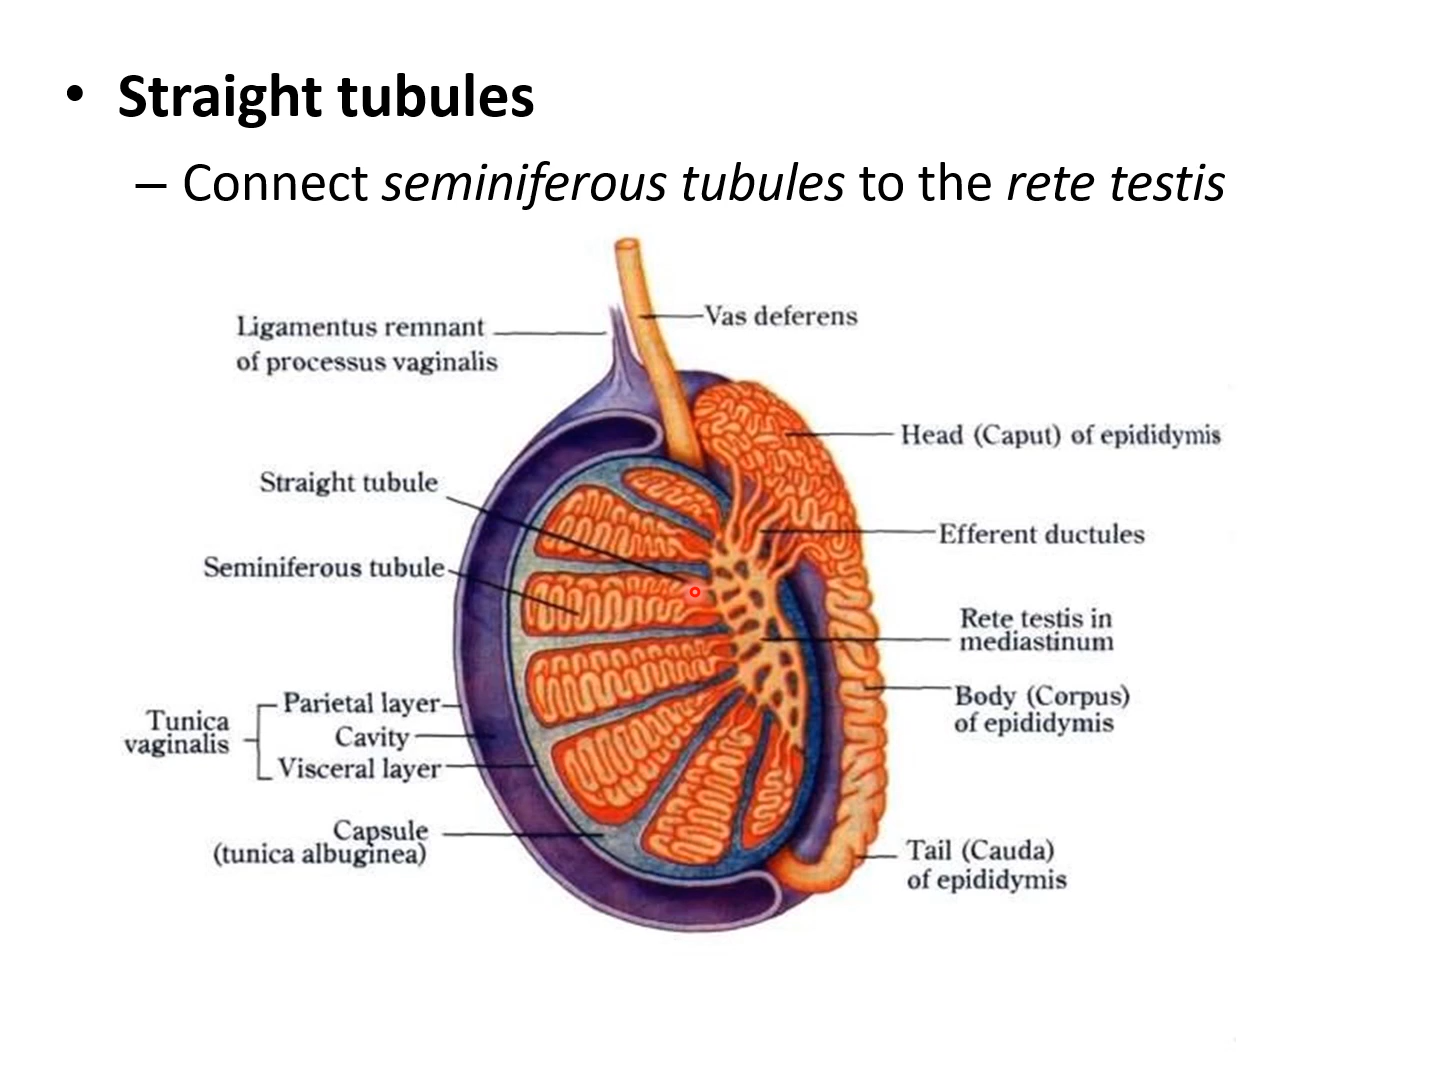 • Straight tubules
– Connect seminiferous tubules to the rete testis
Vas deferens
Ligamentus remnant
of processus vaginalis
Head (Caput) of epididymis
Straight tubule
Efferent ductules
Seminiferous tubule
Rete testis in
mediastinum
Body (Corpus)
of epididymis
Tunica
vaginalis
Parietal layer
Cavity
Visceral layer
Capsule
(tunica albuginea)
Tail (Cauda)
of epididymis